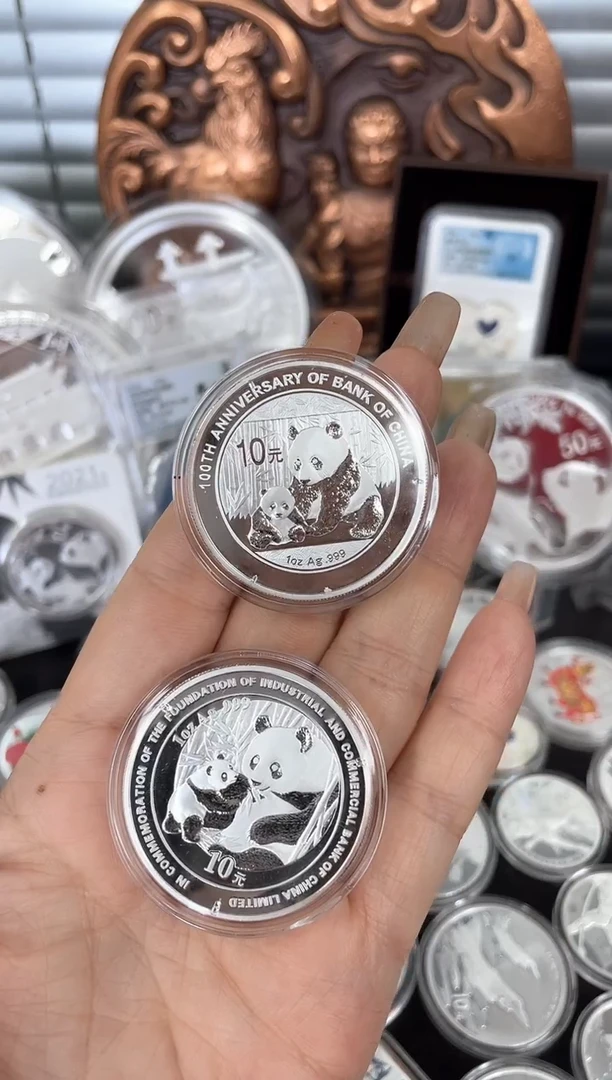 100TH ANNIVERSARY OF BANK OF CHINA
10元
1oz Ag .999
IN COMMEMORATION OF THE FOUNDATION OF INDUSTRIAL AND COMMERCIAL BANK OF CHINA LIMITED
1oz Ag .999
10元
2021
50元